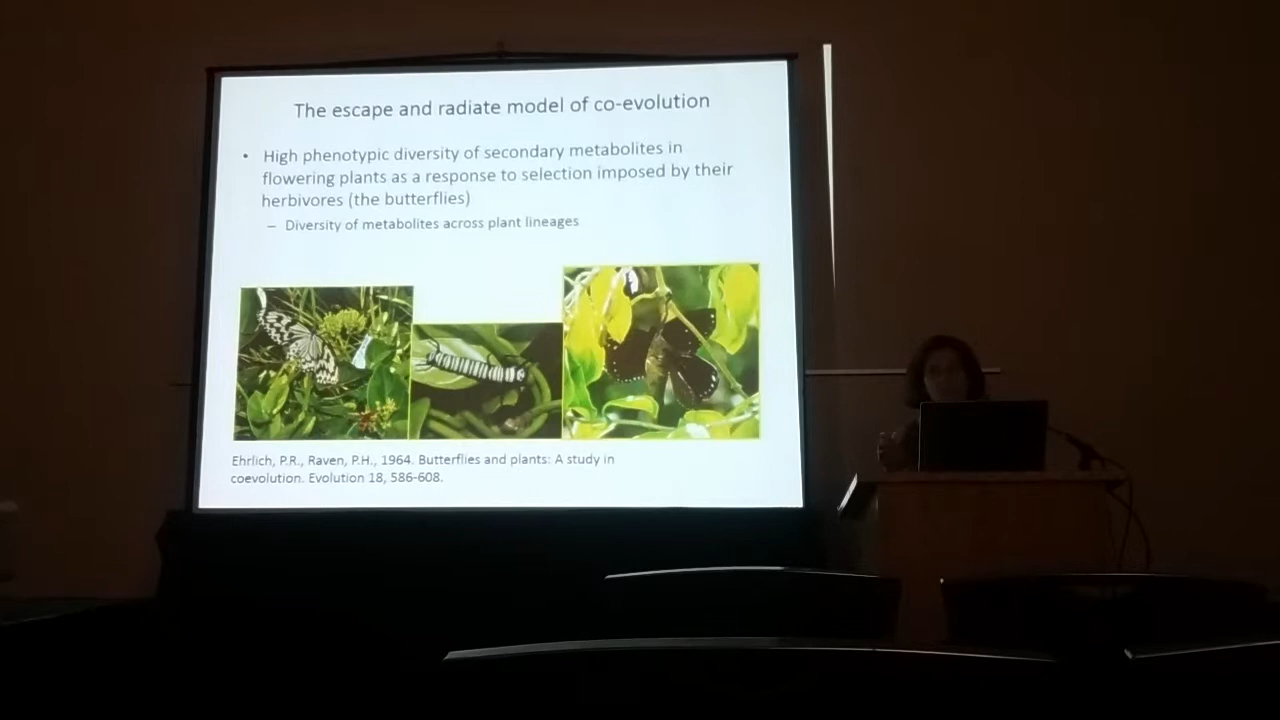 The escape and radiate model of co-evolution
• High phenotypic diversity of secondary metabolites in
flowering plants as a response to selection imposed by their
herbivores (the butterflies)
– Diversity of metabolites across plant lineages
Ehrlich, P.R., Raven, P.H., 1964. Butterflies and plants: A study in
coevolution. Evolution 18, 586-608.